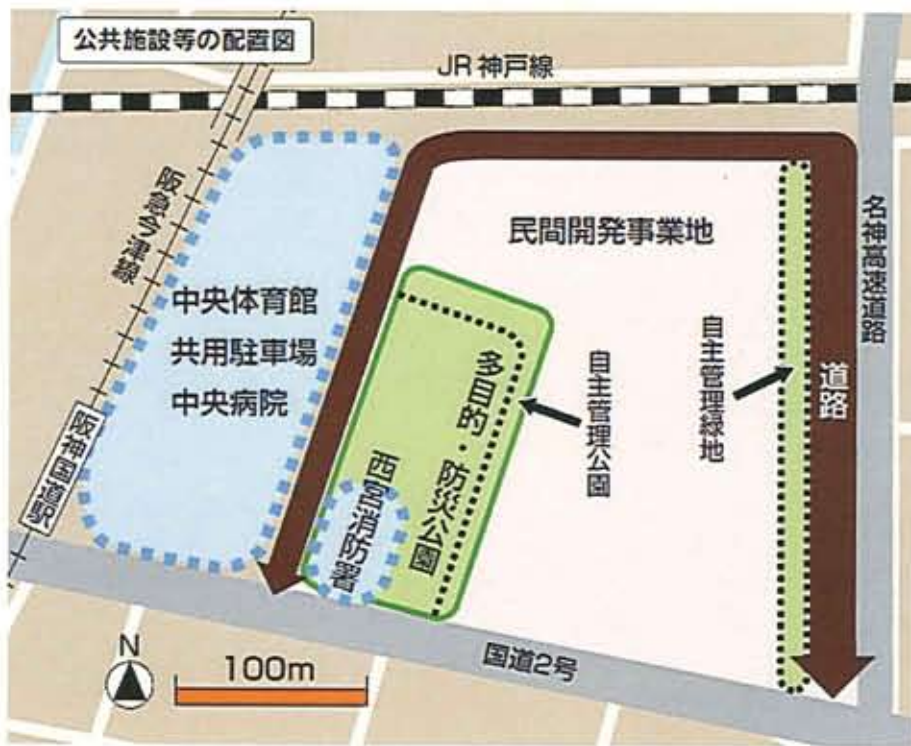 公共施設等の配置図
JR神戸線
阪急今津線
名神高速道路
民間開発事業地
中央体育館
共用駐車場
中央病院
自主管理公園
自主管理緑地
道路
多目的・防災公園
西宮消防署
阪神国道駅
国道2号
N
100m